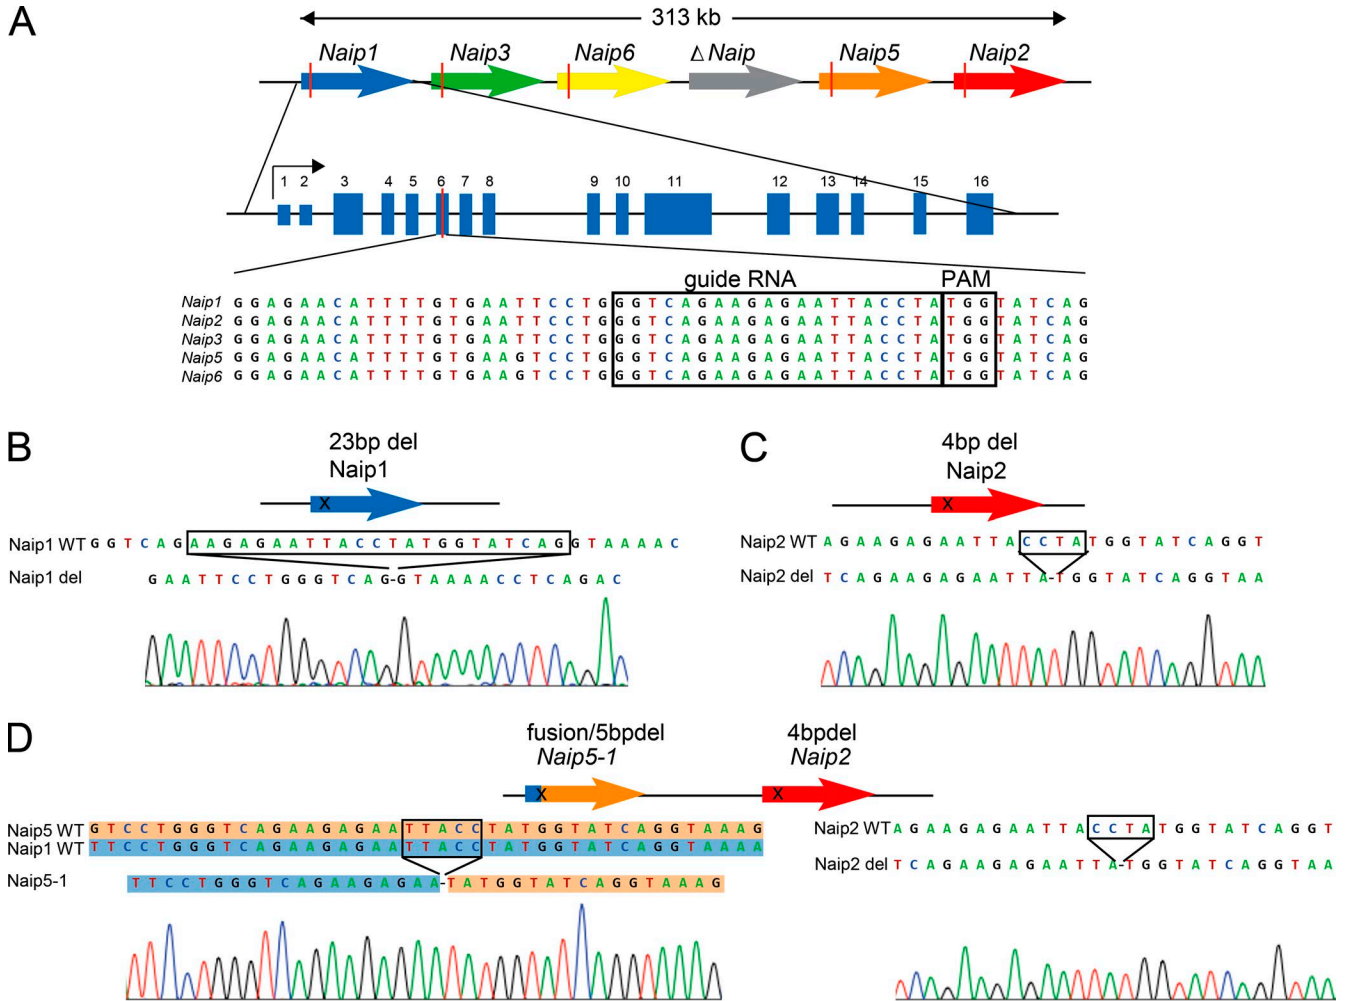 A
313 kb
Naip1 Naip3 Naip6 Δ Naip Naip5 Naip2
1 2 3 4 5 6 7 8 9 10 11 12 13 14 15 16
guide RNA PAM
Naip1 G G A G A A C A T T T T G T G A A T T C C T G G G T C A G A A G A G A A T T A C C T A T G G T A T C A G
Naip2 G G A G A A C A T T T T G T G A A T T C C T G G G T C A G A A G A G A A T T A C C T A T G G T A T C A G
Naip3 G G A G A A C A T T T T G T G A A T T C C T G G G T C A G A A G A G A A T T A C C T A T G G T A T C A G
Naip5 G G A G A A C A T T T T G T G A A G T C C T G G G T C A G A A G A G A A T T A C C T A T G G T A T C A G
Naip6 G G A G A A C A T T T T G T G A A G T C C T G G G T C A G A A G A G A A T T A C C T A T G G T A T C A G
B
23bp del
Naip1
X
Naip1 WT G G T C A G A A G A G A A T T A C C T A T G G T A T C A G G T A A A A C
Naip1 del G A A T T C C T G G G T C A G - G T A A A A C C T C A G A C
C
4bp del
Naip2
X
Naip2 WT A G A A G A G A A T T A C C T A T G G T A T C A G G T
Naip2 del T C A G A A G A G A A T T A - T G G T A T C A G G T A A
D
fusion/5bpdel
Naip5-1
X
4bpdel
Naip2
X
Naip5 WT G T C C T G G G T C A G A A G A G A A T T A C C T A T G G T A T C A G G T A A A G
Naip1 WT T T C C T G G G T C A G A A G A G A A T T A C C T A T G G T A T C A G G T A A A A
Naip5-1 T T C C T G G G T C A G A A G A G A A - T A T G G T A T C A G G T A A A G
Naip2 WT A G A A G A G A A T T A C C T A T G G T A T C A G G T
Naip2 del T C A G A A G A G A A T T A - T G G T A T C A G G T A A